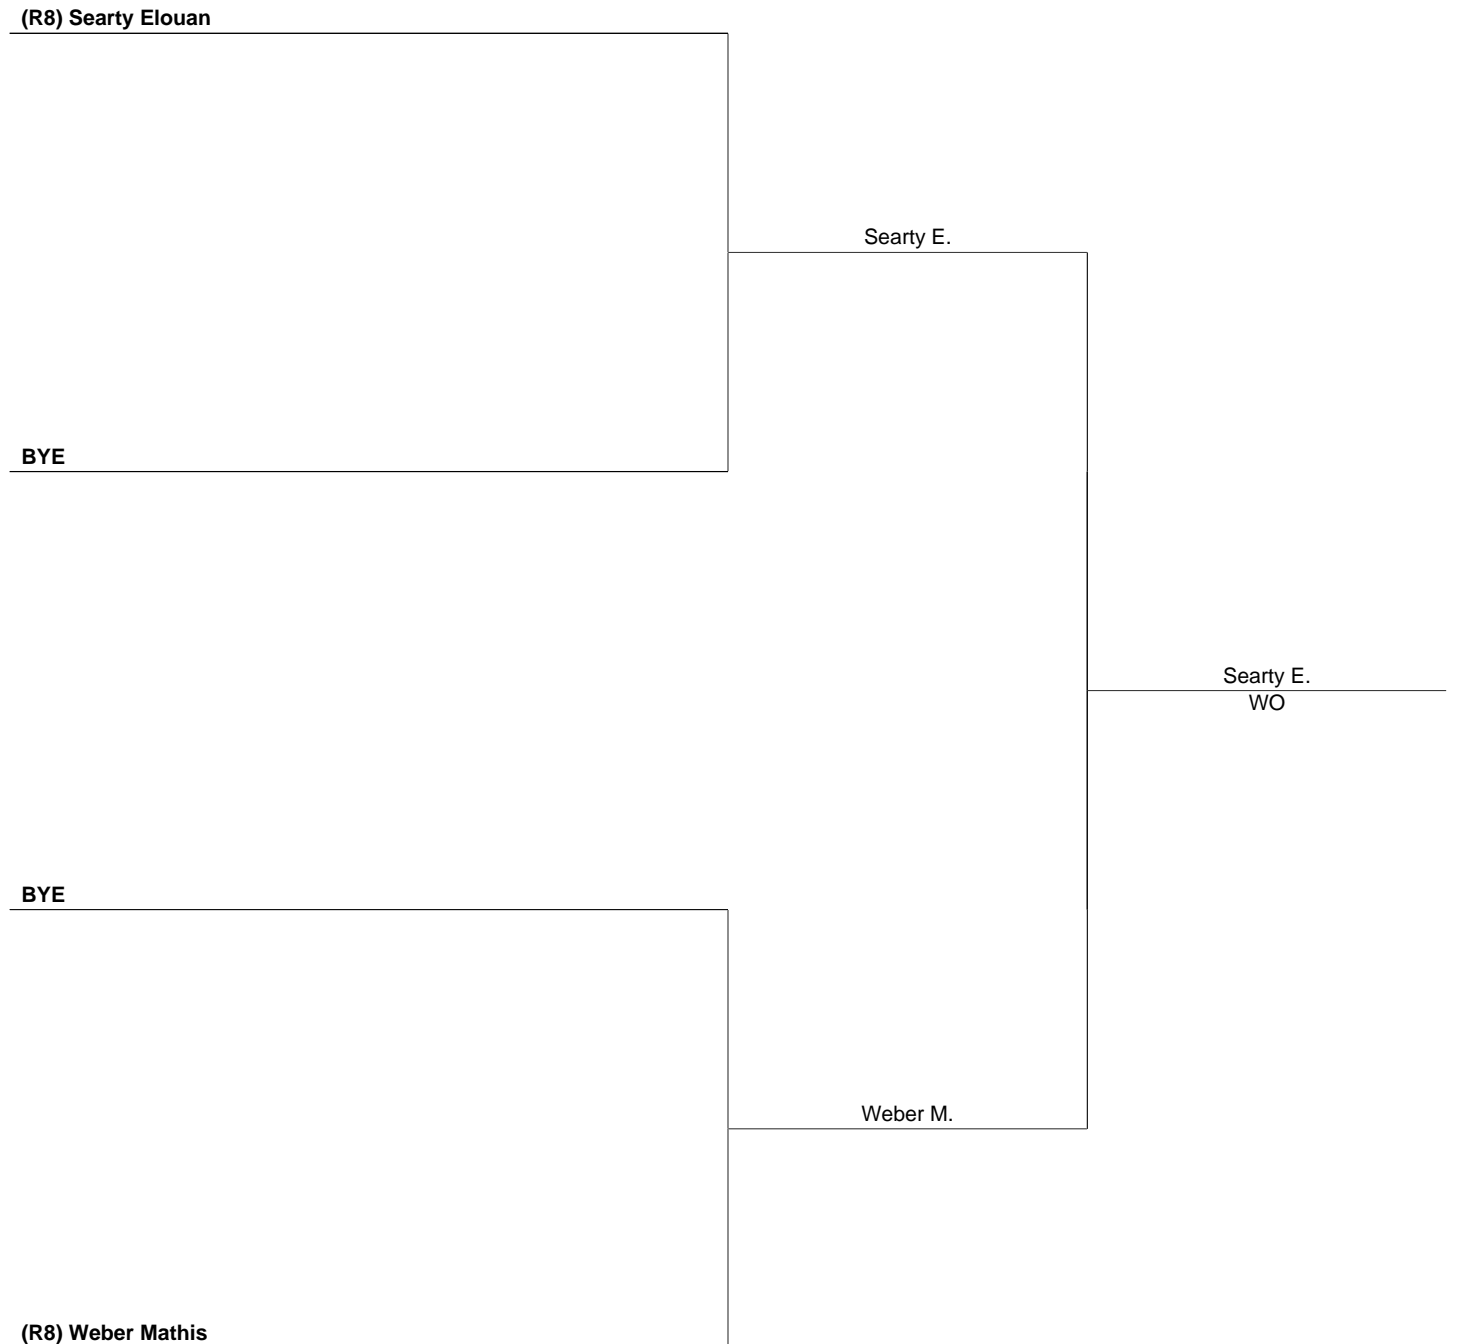 (R8) Searty Elouan
Searty E.
BYE
Searty E.
WO
BYE
Weber M.
(R8) Weber Mathis